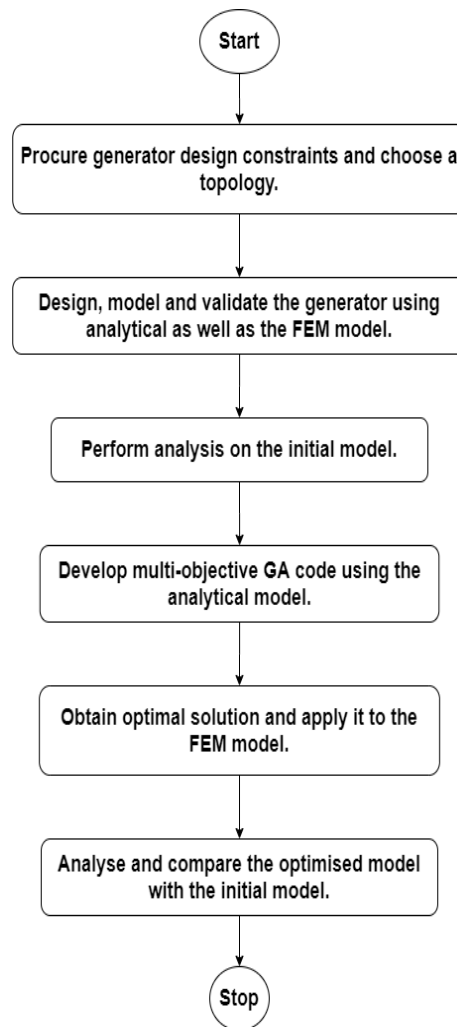 Start
Procure generator design constraints and choose a
topology.
Design, model and validate the generator using
analytical as well as the FEM model.
Perform analysis on the initial model.
Develop multi-objective GA code using the
analytical model.
Obtain optimal solution and apply it to the
FEM model.
Analyse and compare the optimised model
with the initial model.
Stop